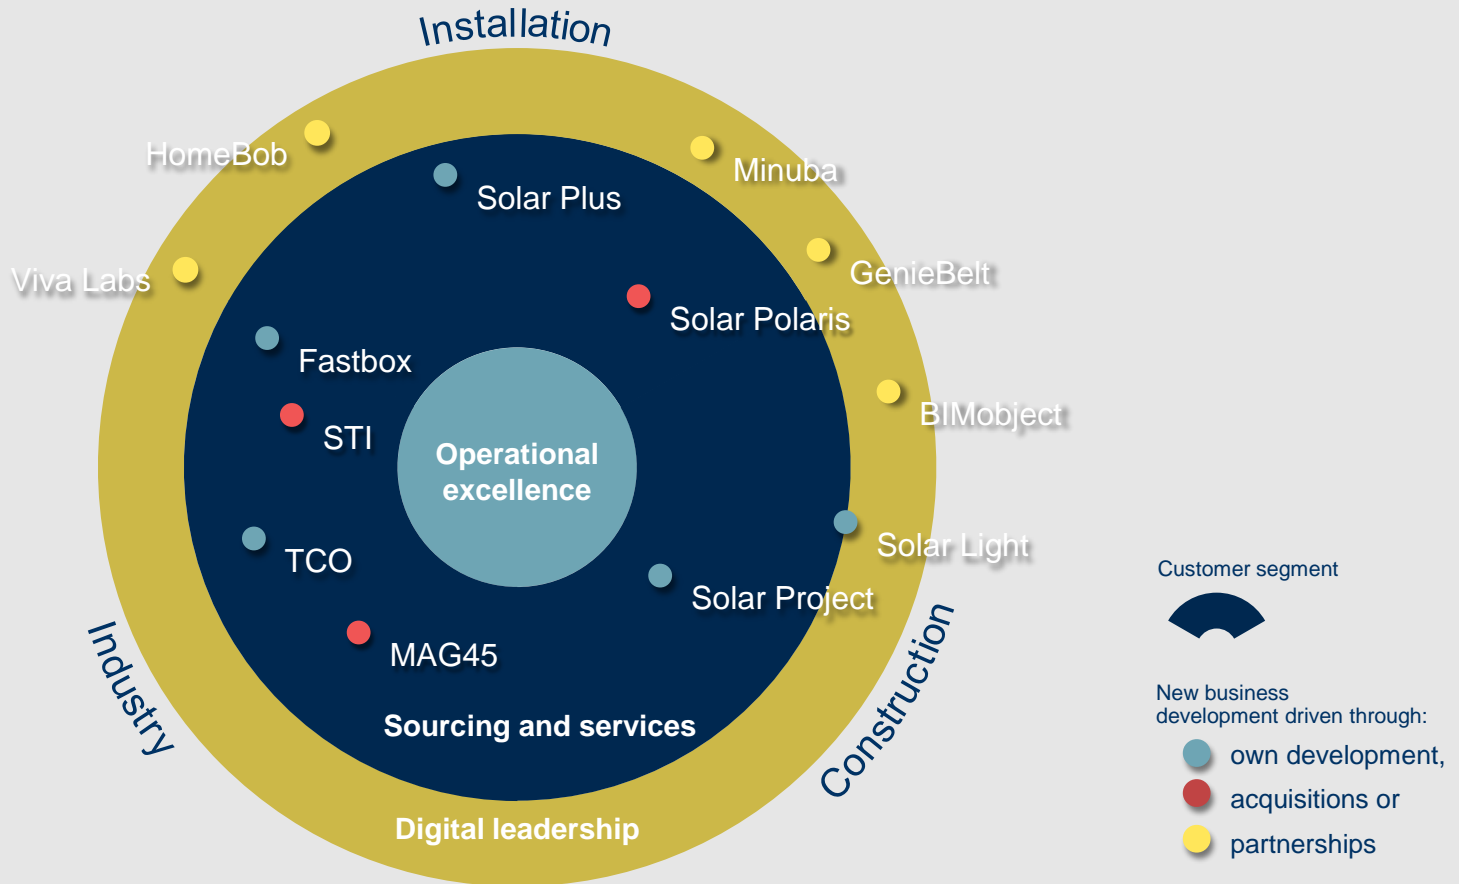 Installation
HomeBob
Minuba
Solar Plus
Viva Labs
GenieBelt
Solar Polaris
Fastbox
BIMobject
STI
Operational
excellence
TCO
Solar Light
Solar Project
MAG45
Industry
Construction
Sourcing and services
Digital leadership
Customer segment
New business
development driven through:
own development,
acquisitions or
partnerships